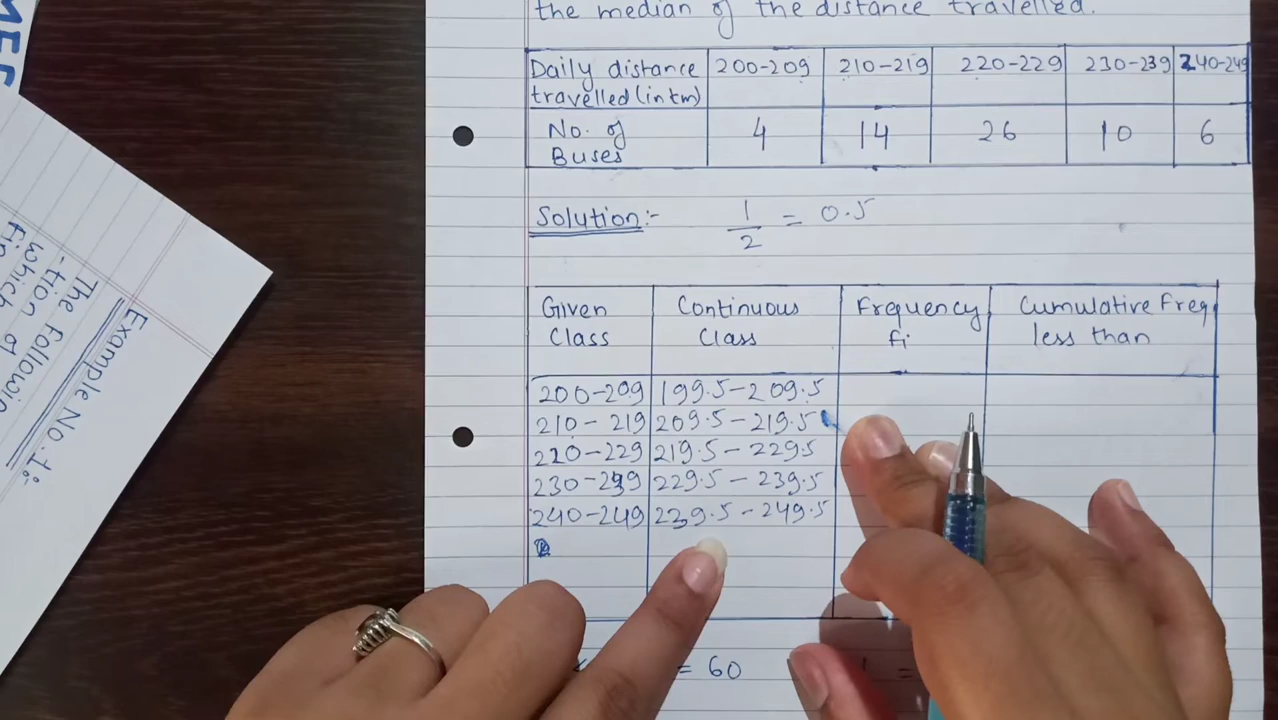 the median of the distance travelled.
Daily distance travelled (in km) 200-209 210-219 220-229 230-239 240-249
No. of Buses 4 14 26 10 6
Solution:- 1/2 = 0.5
Given Class Continuous Class Frequency fi Cumulative Freq less than
200-209 199.5-209.5
210-219 209.5-219.5
220-229 219.5-229.5
230-239 229.5-239.5
240-249 239.5-249.5
= 60
Example No. 1:
The Followin
-tion of
which